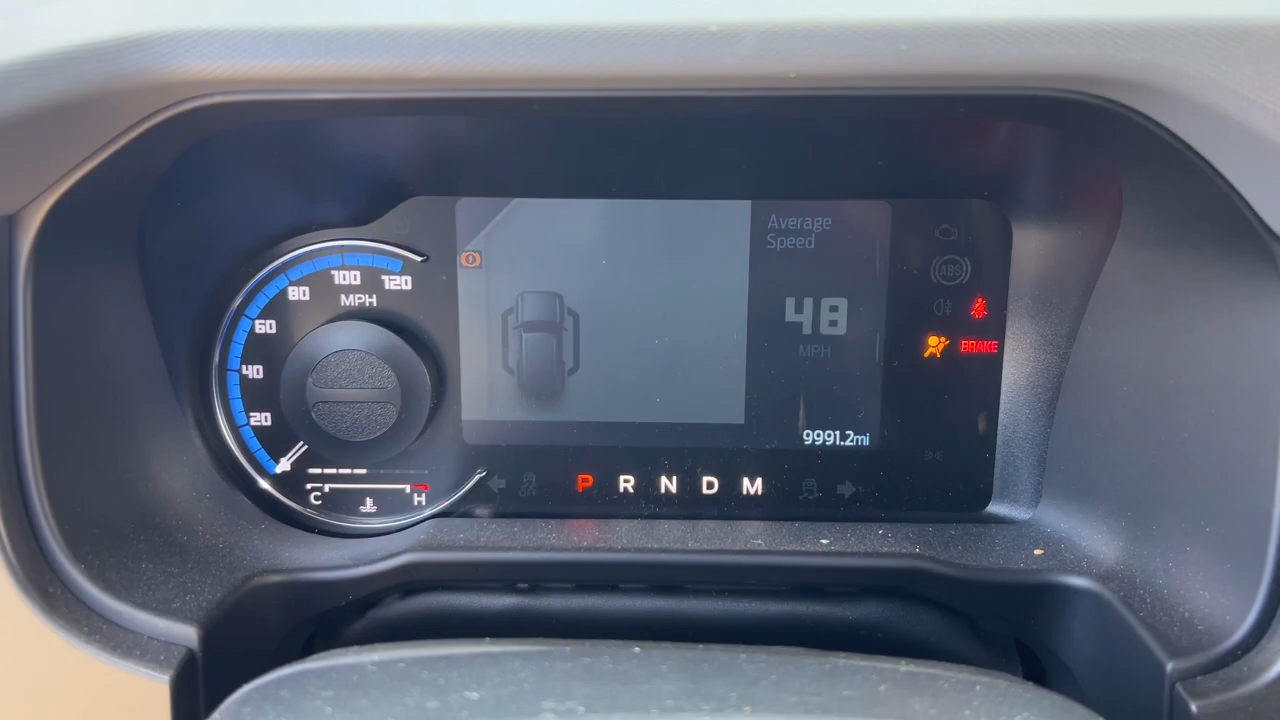 120
100
80
MPH
60
40
20
C
H
Average
Speed
48
MPH
9991.2mi
P R N D M
ABS
BRAKE